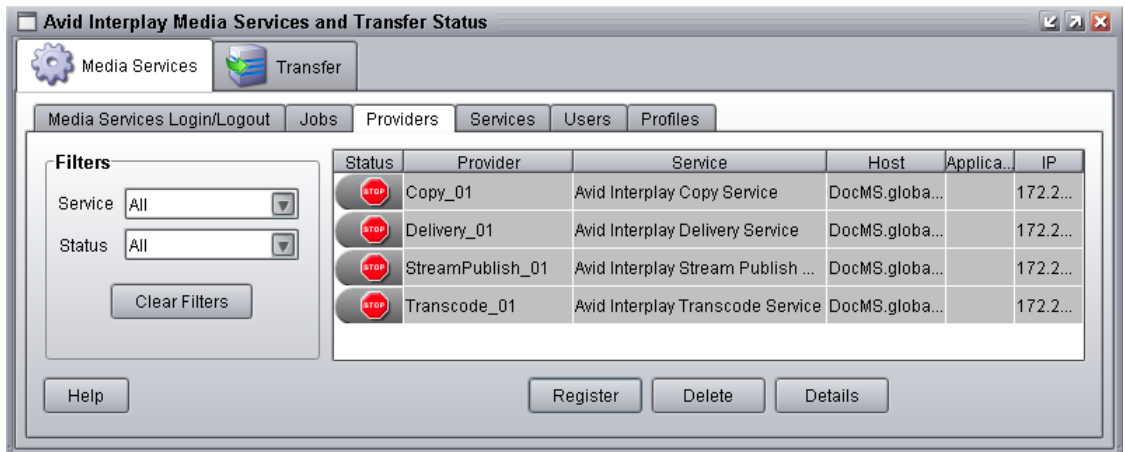 Avid Interplay Media Services and Transfer Status
Media Services Transfer
Media Services Login/Logout Jobs Providers Services Users Profiles
Filters
Service All
Status All
Clear Filters
Status Provider Service Host Applica... IP
STOP Copy_01 Avid Interplay Copy Service DocMS.globa... 172.2...
STOP Delivery_01 Avid Interplay Delivery Service DocMS.globa... 172.2...
STOP StreamPublish_01 Avid Interplay Stream Publish ... DocMS.globa... 172.2...
STOP Transcode_01 Avid Interplay Transcode Service DocMS.globa... 172.2...
Help Register Delete Details